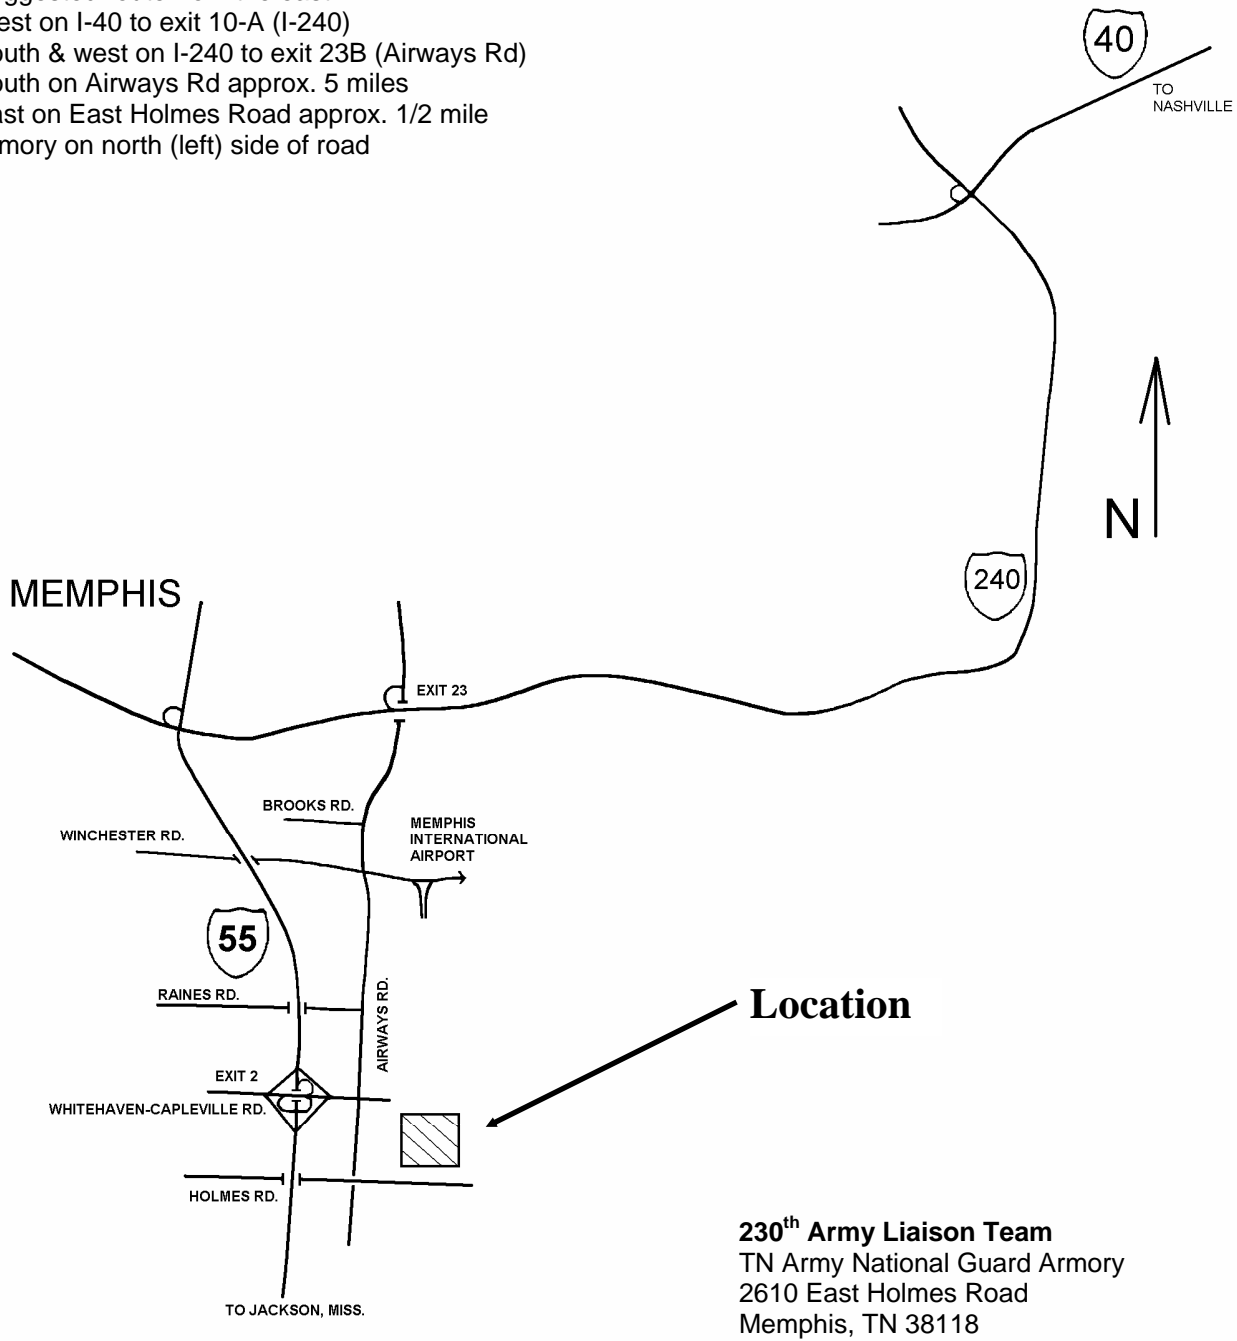 est on I-40 to exit 10-A (I-240)
outh & west on I-240 to exit 23B (Airways Rd)
outh on Airways Rd approx. 5 miles
ast on East Holmes Road approx. 1/2 mile
mory on north (left) side of road
40
TO
NASHVILLE
N
240
MEMPHIS
EXIT 23
BROOKS RD.
WINCHESTER RD.
MEMPHIS
INTERNATIONAL
AIRPORT
55
RAINES RD.
AIRWAYS RD.
Location
EXIT 2
WHITEHAVEN-CAPLEVILLE RD.
HOLMES RD.
TO JACKSON, MISS.
230th Army Liaison Team
TN Army National Guard Armory
2610 East Holmes Road
Memphis, TN 38118